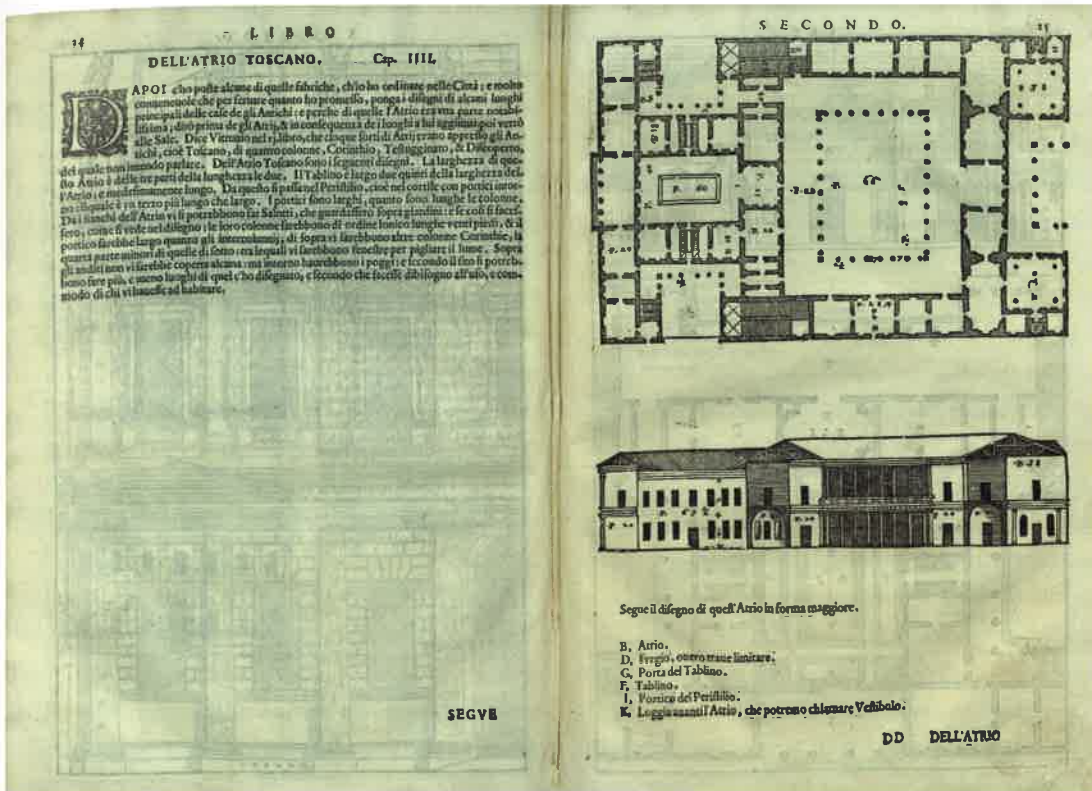 24
LIBRO
DELL'ATRIO TOSCANO. Cap. IIII.
DAPOI c'ho poste alcune di quelle fabriche, ch'io ho ordinate nelle Città; e molto
conueneuole che per seruare quanto ho promesso, ponga i disegni di alcuni luoghi
principali delle case de gli Antichi: e perche di quelle l'Atrio era vna parte notabi-
lissima; dirò prima de gli Atrij, & in consequenza de i luoghi a lui aggiunti poi verrò
alle Sale. Dice Vitruuio nel vj. libro, che cinque sorti di Atrij erano appresso gli An-
tichi, cioè Toscano, di quattro colonne, Corinthio, Testugginato, & Discoperto,
del quale non intendo parlare. Dell'Atrio Toscano sono i seguenti disegni. La larghezza di que-
sto Atrio è delle tre parti della lunghezza le due. Il Tablino è largo due quinti della larghezza del-
l'Atrio, e medesimamente lungo. Da questo si passa nel Peristilio, cioè nel cortile con portici intor-
no: ilquale è vn terzo più lungo che largo. I portici sono larghi, quanto sono lunghe le colonne.
Da i fianchi dell'Atrio vi si potrebbono far Salotti, che guardassero sopra giardini: e se così si faces-
sero, come si vede nel disegno; le loro colonne sarebbono di ordine Ionico lunghe venti piedi, & il
portico sarebbe largo quanto gli intercolunnij; di sopra vi sarebbono altre colonne Corinthie, la
quarta parte minori di quelle di sotto; tra lequali vi sarebbono fenestre per pigliare il lume. Sopra
gli anditi non vi sarebbe coperta alcuna: ma intorno haurebbono i poggi: e secondo il sito si potreb-
bono fare più, e meno luoghi di quel c'ho disegnato, e secondo che facesse dibisogno all'uso, e com-
modo di chi vi hauesse ad habitare.
SEGVE
SECONDO.
25
Segue il disegno di quest'Atrio in forma maggiore.
B, Atrio.
D, Fregio, ouero traue limitare.
G, Porta del Tablino.
F, Tablino.
I, Portico del Peristilio.
K, Loggia auanti l'Atrio, che potremo chiamare Vestibulo.
DD DELL'ATRIO